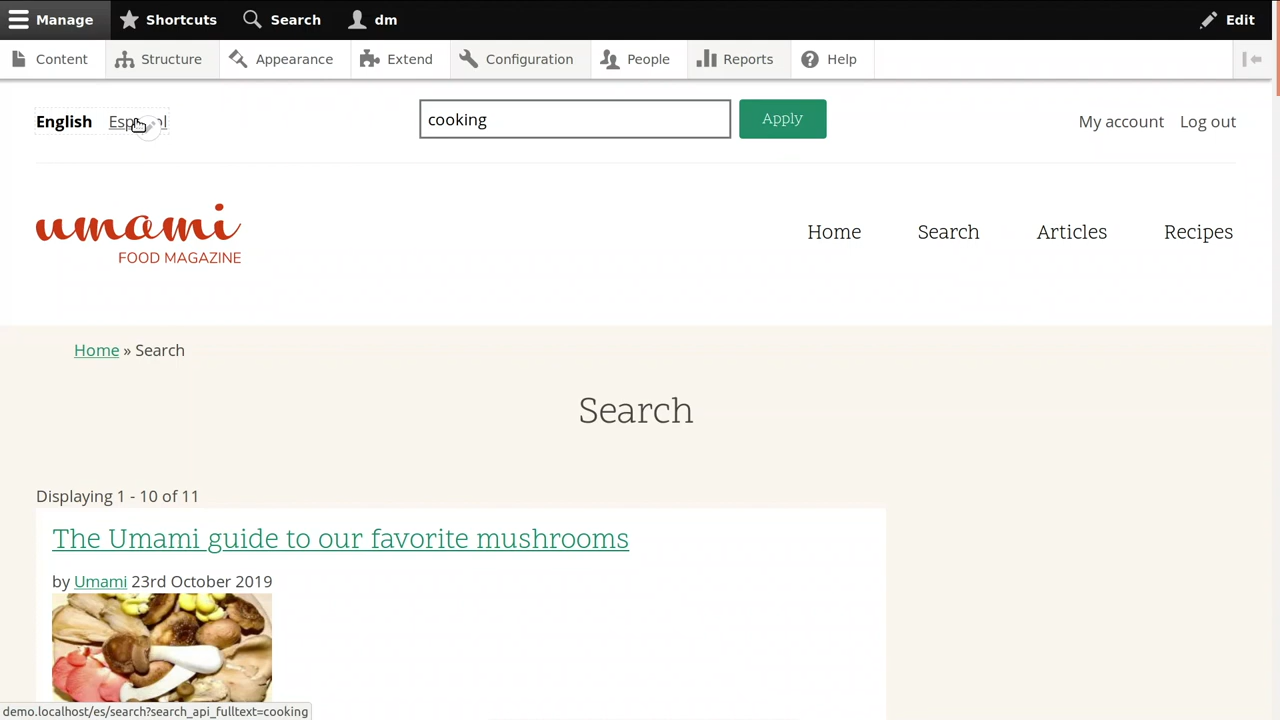 Manage Shortcuts Search dm Edit
Content Structure Appearance Extend Configuration People Reports Help
English Español cooking Apply My account Log out
umami
FOOD MAGAZINE
Home Search Articles Recipes
Home » Search
Search
Displaying 1 - 10 of 11
The Umami guide to our favorite mushrooms
by Umami 23rd October 2019
demo.localhost/es/search?search_api_fulltext=cooking